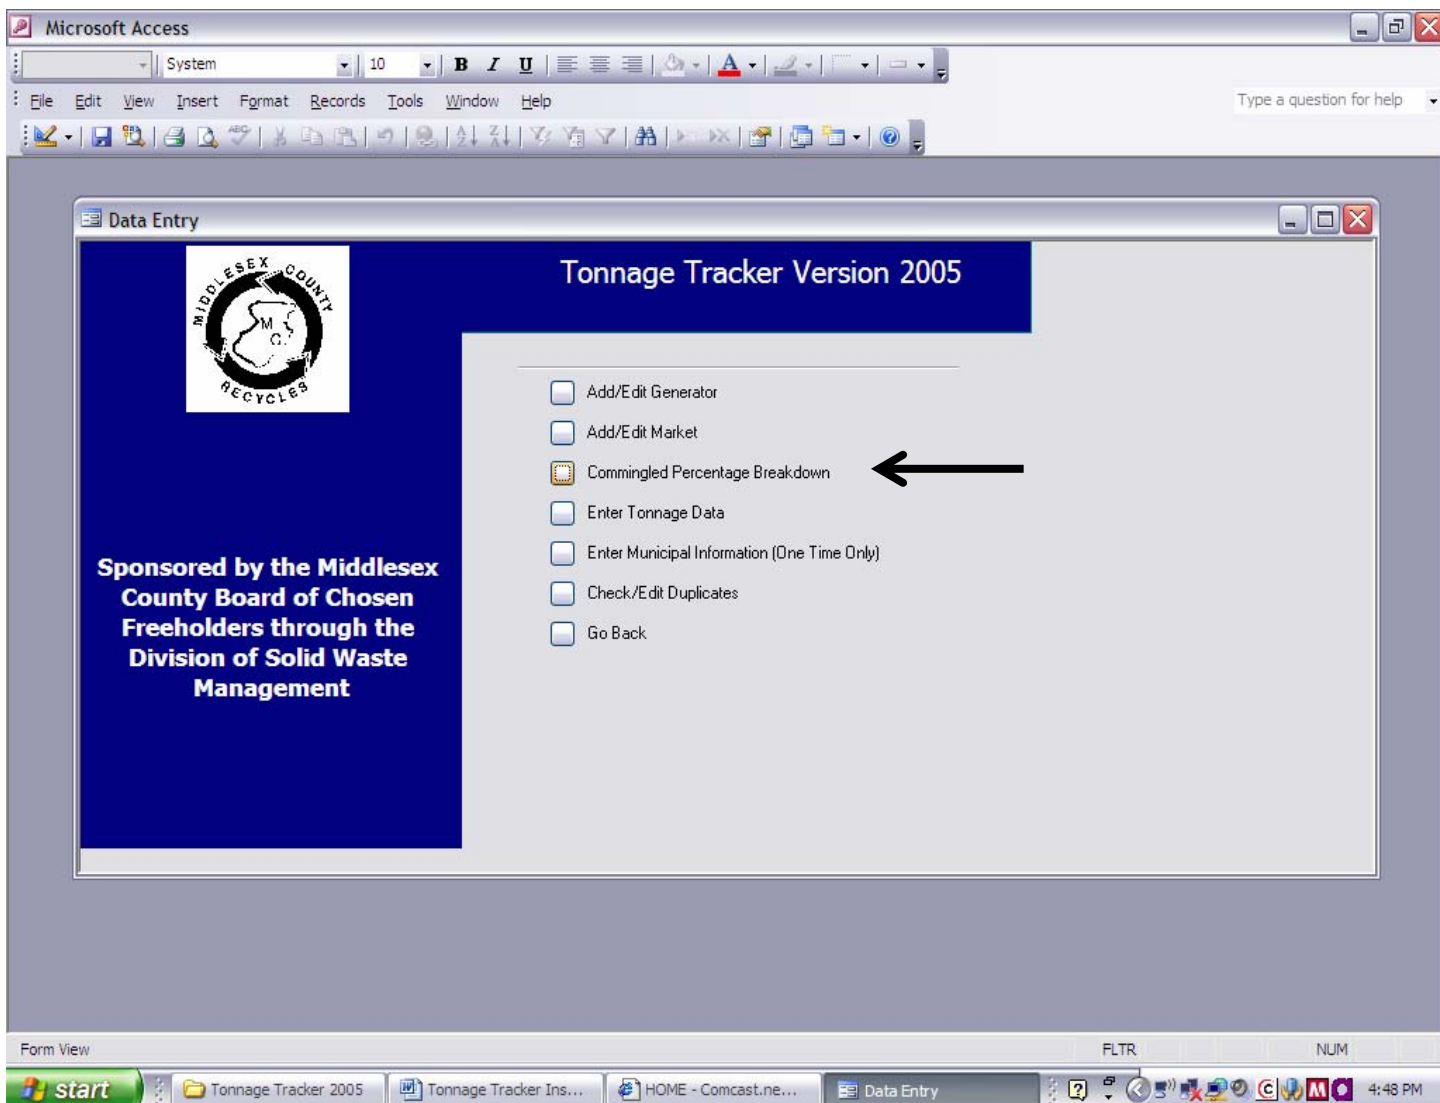 Microsoft Access
System 10 B I U A
File Edit View Insert Format Records Tools Window Help
Type a question for help
Data Entry
MIDDLESEX COUNTY
M
C.
RECYCLES
Tonnage Tracker Version 2005
Add/Edit Generator
Add/Edit Market
Commingled Percentage Breakdown
Enter Tonnage Data
Enter Municipal Information (One Time Only)
Check/Edit Duplicates
Go Back
Sponsored by the Middlesex
County Board of Chosen
Freeholders through the
Division of Solid Waste
Management
Form View FLTR NUM
start Tonnage Tracker 2005 Tonnage Tracker Ins... HOME - Comcast.ne... Data Entry 4:48 PM